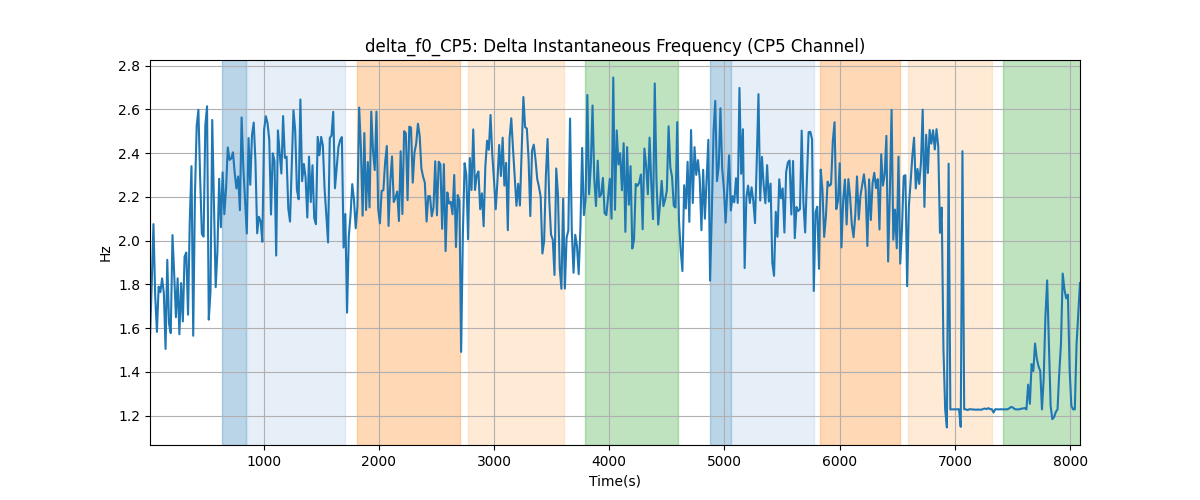 delta_f0_CP5: Delta Instantaneous Frequency (CP5 Channel)
2.8
2.6
2.4
2.2
2.0
1.8
1.6
1.4
1.2
Hz
1000 2000 3000 4000 5000 6000 7000 8000
Time(s)